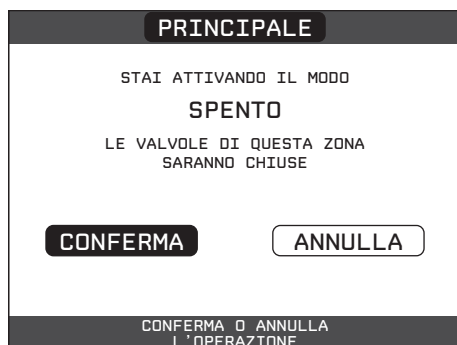 PRINCIPALE
STAI ATTIVANDO IL MODO
SPENTO
LE VALVOLE DI QUESTA ZONA
SARANNO CHIUSE
CONFERMA
ANNULLA
CONFERMA O ANNULLA
L'OPERAZIONE